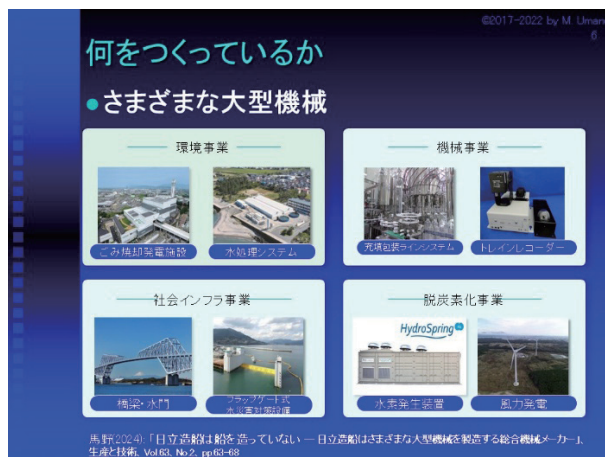 ©2017-2022 by M. Uman
6
何をつくっているか
●さまざまな大型機械
環境事業
機械事業
ごみ焼却発電施設
水処理システム
充填包装ラインシステム
トレインレコーダー
社会インフラ事業
脱炭素化事業
HydroSpring
橋梁・水門
フラップゲート式
水災害対策設備
水素発生装置
風力発電
馬野(2024):「日立造船は船を造っていない ― 日立造船はさまざまな大型機械を製造する総合機械メーカー」,
生産と技術, Vol.63, No.2, pp.63-68